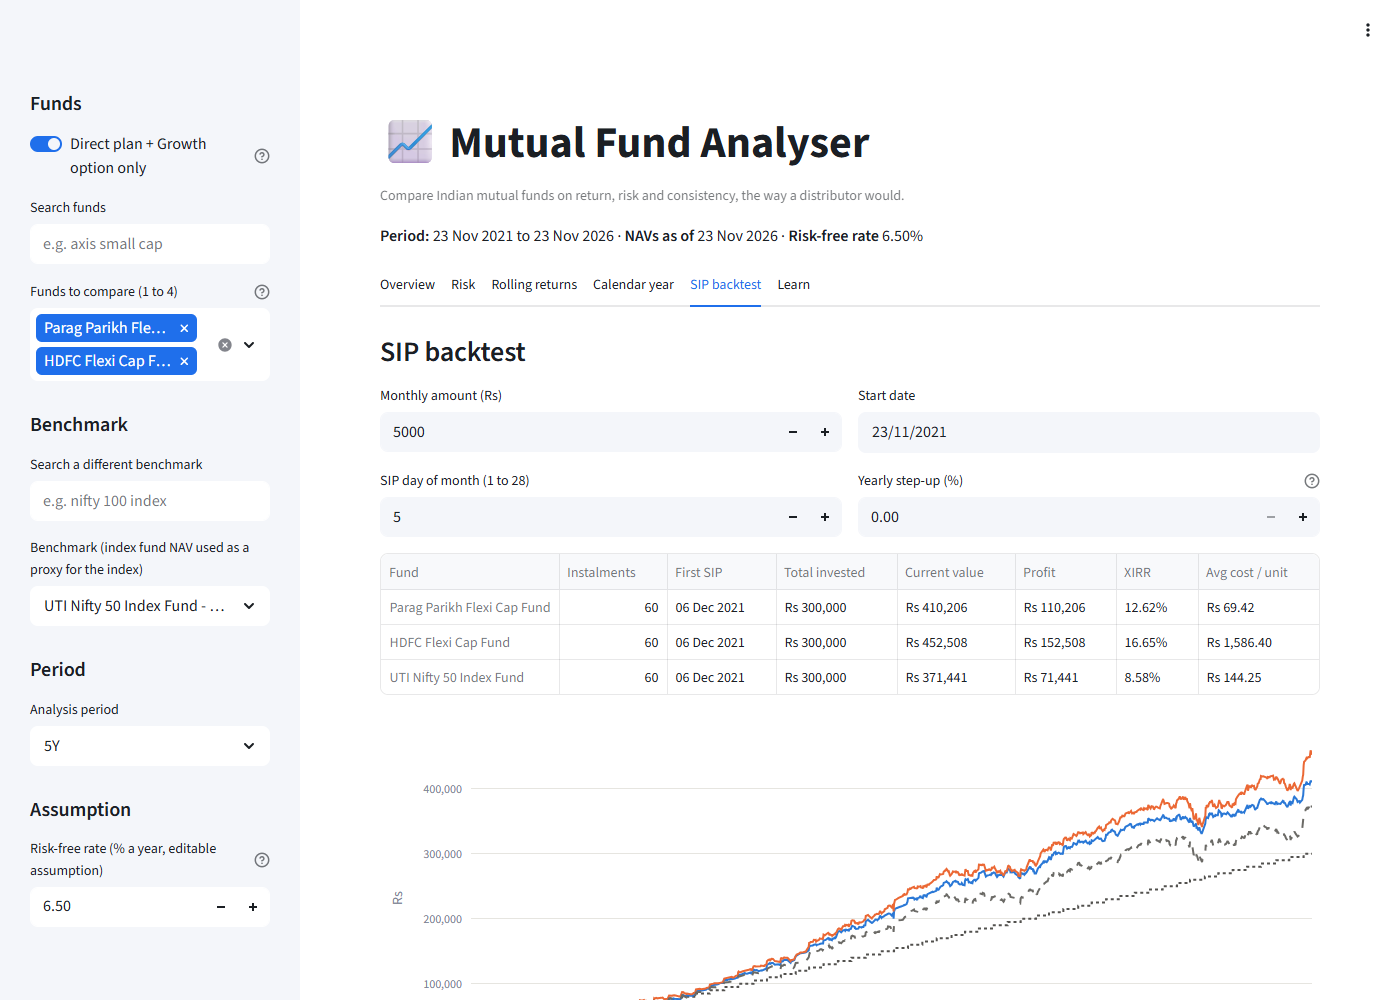 Funds
Direct plan + Growth
option only
Search funds
e.g. axis small cap
Funds to compare (1 to 4)
Parag Parikh Fle...
HDFC Flexi Cap F...
Benchmark
Search a different benchmark
e.g. nifty 100 index
Benchmark (index fund NAV used as a
proxy for the index)
UTI Nifty 50 Index Fund - ...
Period
Analysis period
5Y
Assumption
Risk-free rate (% a year, editable
assumption)
6.50
Mutual Fund Analyser
Compare Indian mutual funds on return, risk and consistency, the way a distributor would.
Period: 23 Nov 2021 to 23 Nov 2026 · NAVs as of 23 Nov 2026 · Risk-free rate 6.50%
Overview Risk Rolling returns Calendar year SIP backtest Learn
SIP backtest
Monthly amount (Rs) Start date
5000 23/11/2021
SIP day of month (1 to 28) Yearly step-up (%)
5 0.00
Fund Instalments First SIP Total invested Current value Profit XIRR Avg cost / unit
Parag Parikh Flexi Cap Fund 60 06 Dec 2021 Rs 300,000 Rs 410,206 Rs 110,206 12.62% Rs 69.42
HDFC Flexi Cap Fund 60 06 Dec 2021 Rs 300,000 Rs 452,508 Rs 152,508 16.65% Rs 1,586.40
UTI Nifty 50 Index Fund 60 06 Dec 2021 Rs 300,000 Rs 371,441 Rs 71,441 8.58% Rs 144.25
400,000
300,000
Rs
200,000
100,000